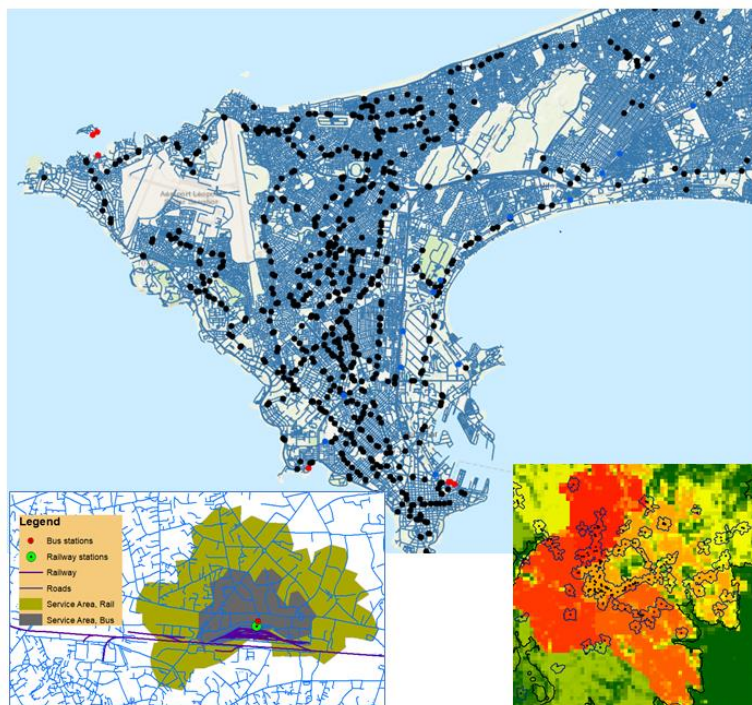 Legend
Bus stations
Railway stations
Railway
Roads
Service Area, Rail
Service Area, Bus